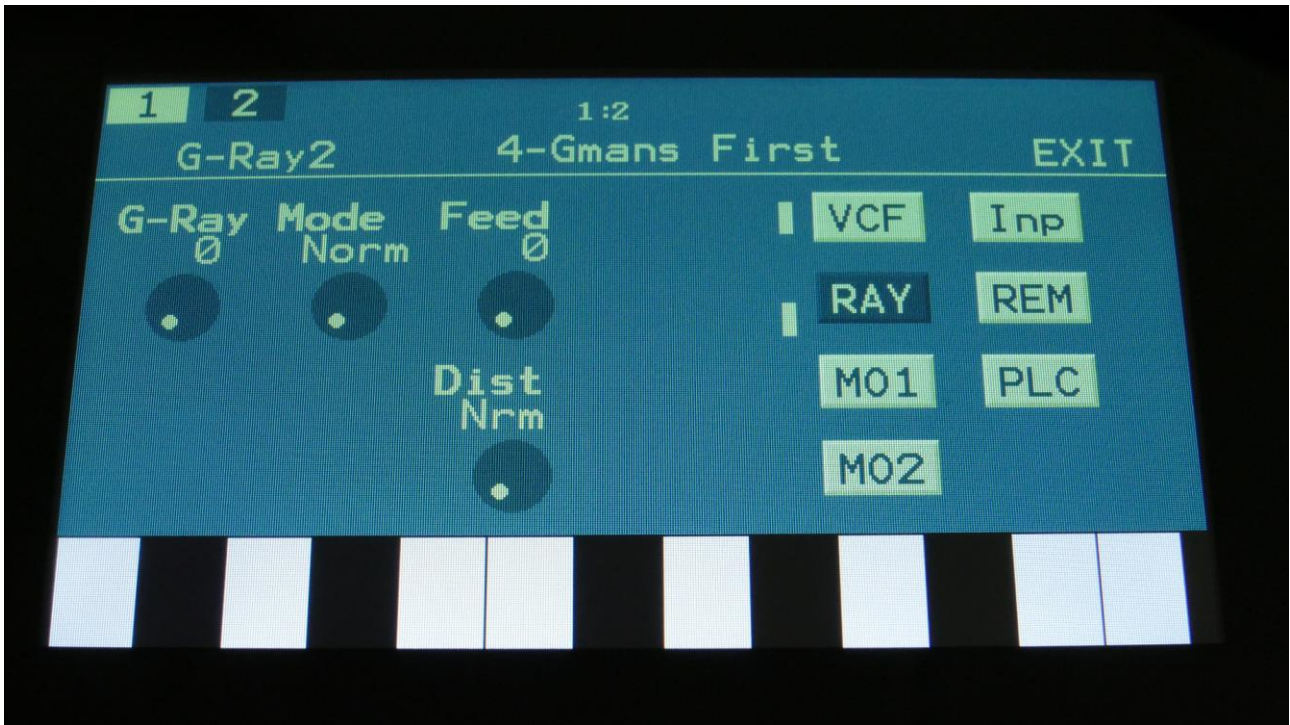 1 2 1:2
G-Ray2 4-Gmans First EXIT
G-Ray Mode Feed VCF Inp
0 Norm 0
RAY REM
Dist MO1 PLC
Nrm
MO2